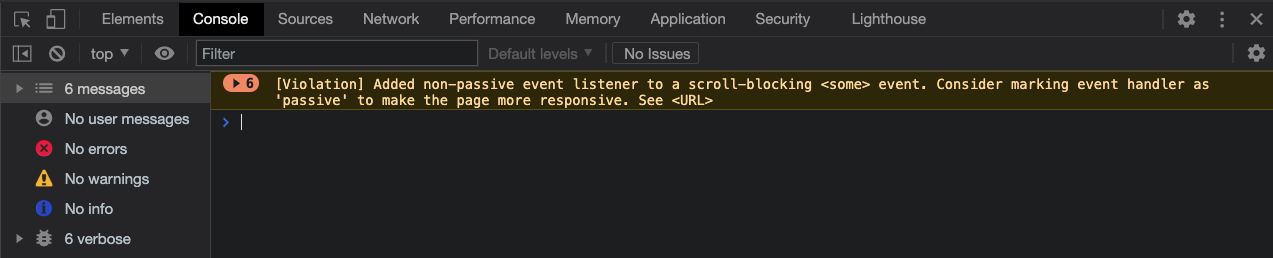 Elements Console Sources Network Performance Memory Application Security Lighthouse
top Filter Default levels No Issues
6 messages
6 [Violation] Added non-passive event listener to a scroll-blocking <some> event. Consider marking event handler as
'passive' to make the page more responsive. See <URL>
No user messages
No errors
No warnings
No info
6 verbose